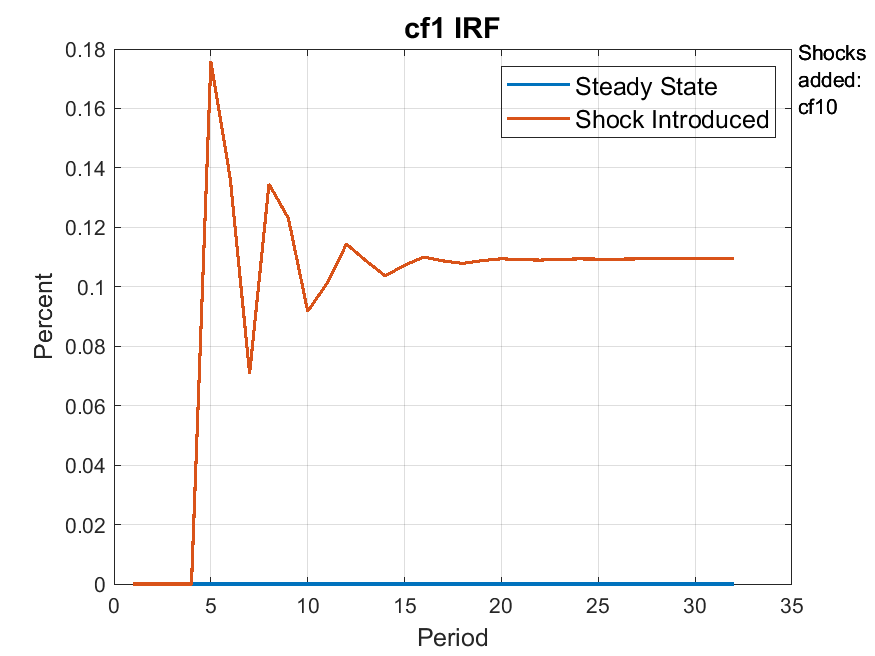 cf1 IRF
Shocks
added:
cf10
Steady State
Shock Introduced
0.18
0.16
0.14
0.12
0.1
0.08
0.06
0.04
0.02
0
Percent
0 5 10 15 20 25 30 35
Period